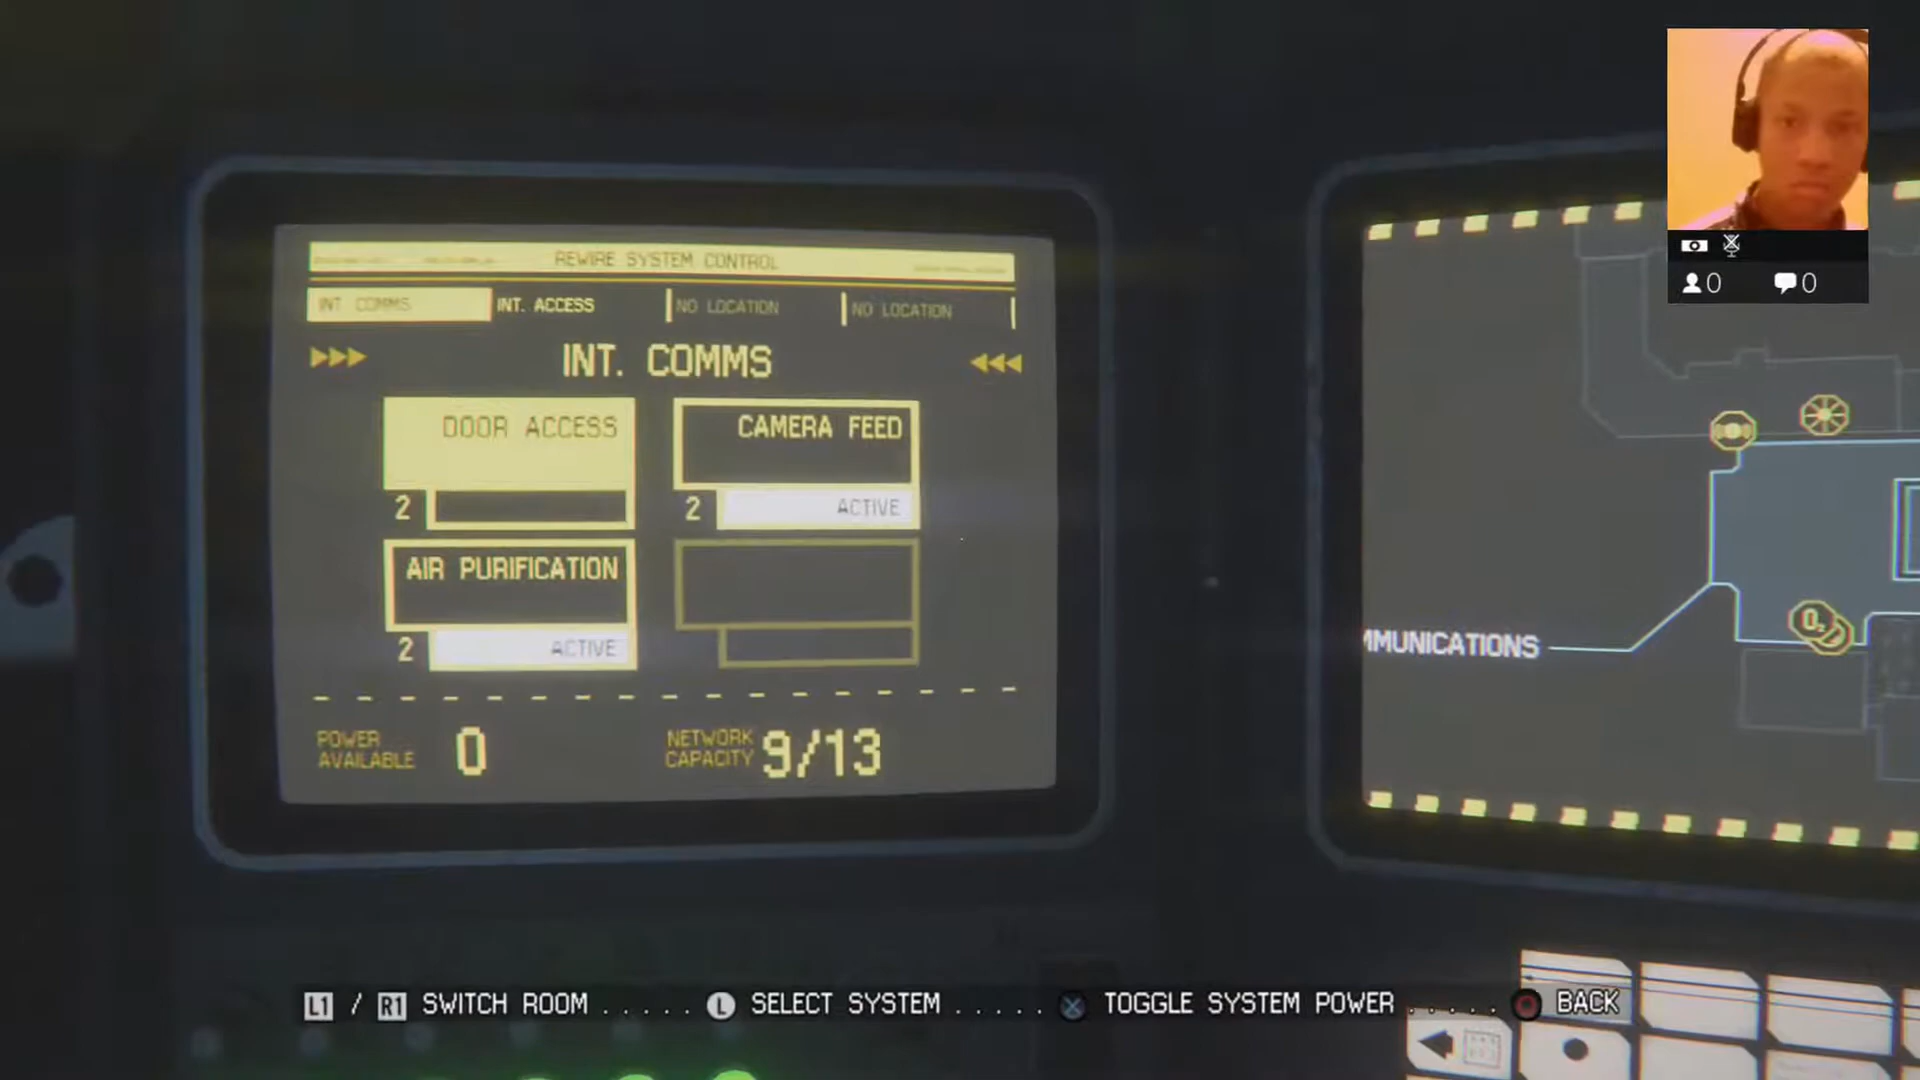 REWIRE SYSTEM CONTROL
INT COMMS
INT. ACCESS
NO LOCATION
NO LOCATION
INT. COMMS
DOOR ACCESS
2
CAMERA FEED
2 ACTIVE
AIR PURIFICATION
2 ACTIVE
POWER AVAILABLE 0
NETWORK CAPACITY 9/13
MMUNICATIONS
O2
0
0
L1 / R1 SWITCH ROOM ..... L SELECT SYSTEM ..... TOGGLE SYSTEM POWER ..... BACK